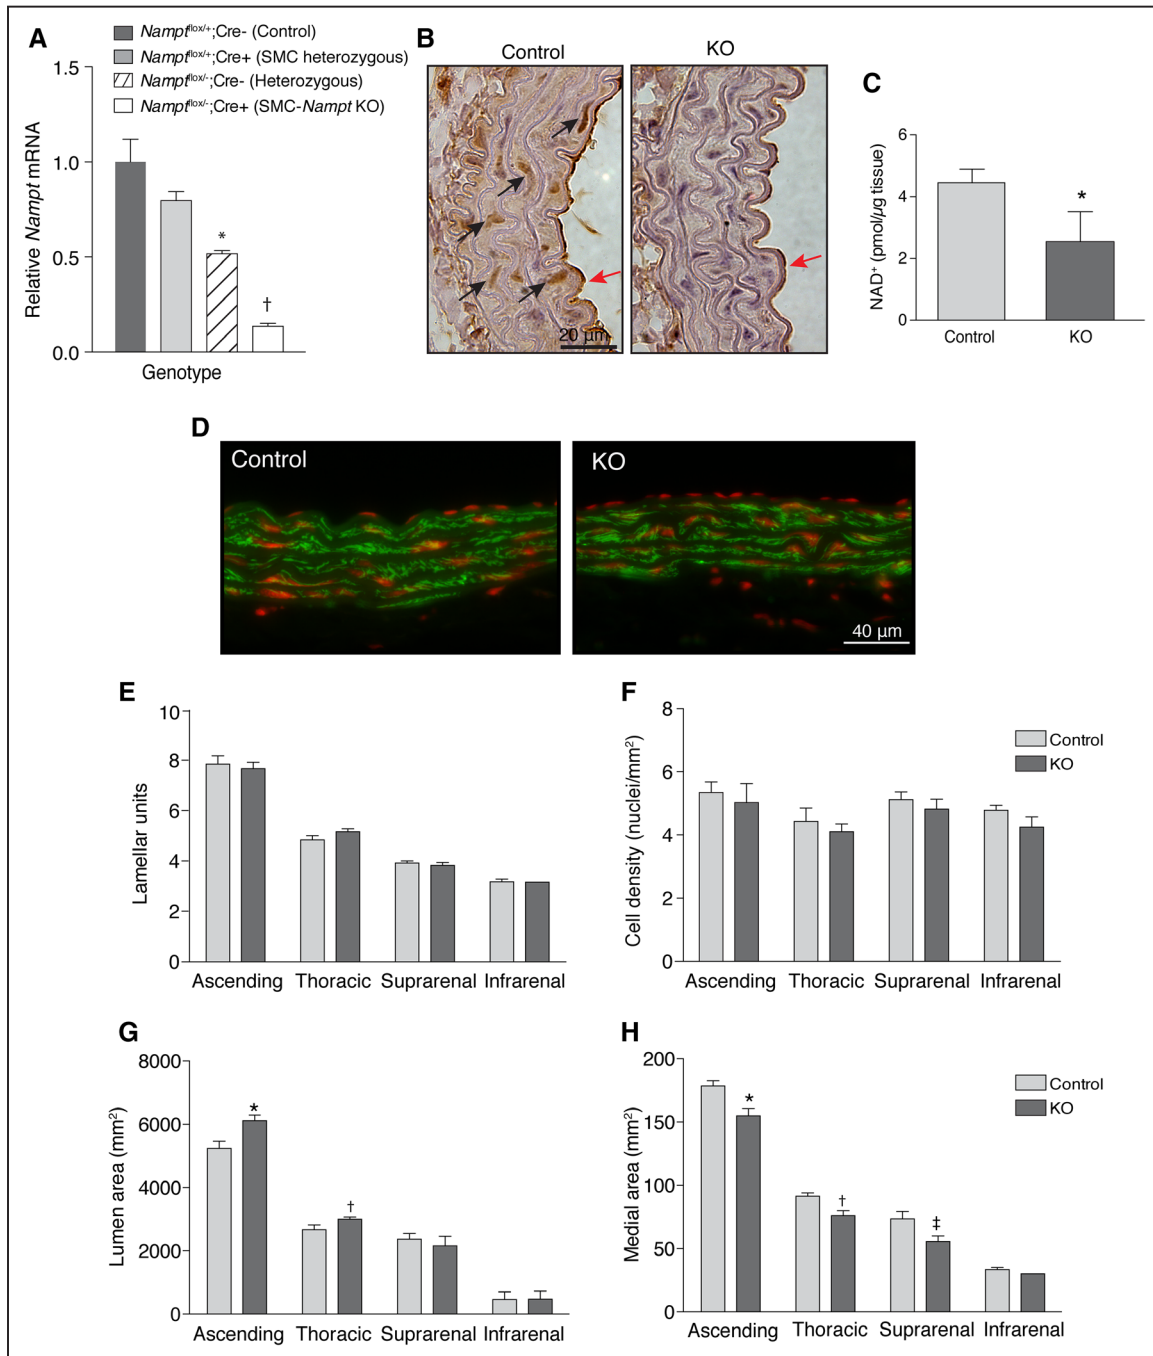 A
Nampt^flox/+;Cre- (Control)
Nampt^flox/+;Cre+ (SMC heterozygous)
Nampt^flox/-;Cre- (Heterozygous)
Nampt^flox/-;Cre+ (SMC-Nampt KO)
Relative Nampt mRNA
1.5
1.0
0.5
0.0
*
†
Genotype
B
Control
KO
20 µm
C
NAD+ (pmol/µg tissue)
6
4
2
0
*
Control
KO
D
Control
KO
40 µm
E
Lamellar units
10
8
6
4
2
0
Ascending Thoracic Suprarenal Infrarenal
F
Cell density (nuclei/mm²)
8
6
4
2
0
Control
KO
Ascending Thoracic Suprarenal Infrarenal
G
Lumen area (mm²)
8000
6000
4000
2000
0
*
†
Ascending Thoracic Suprarenal Infrarenal
H
Medial area (mm²)
200
150
100
50
0
*
†
‡
Control
KO
Ascending Thoracic Suprarenal Infrarenal